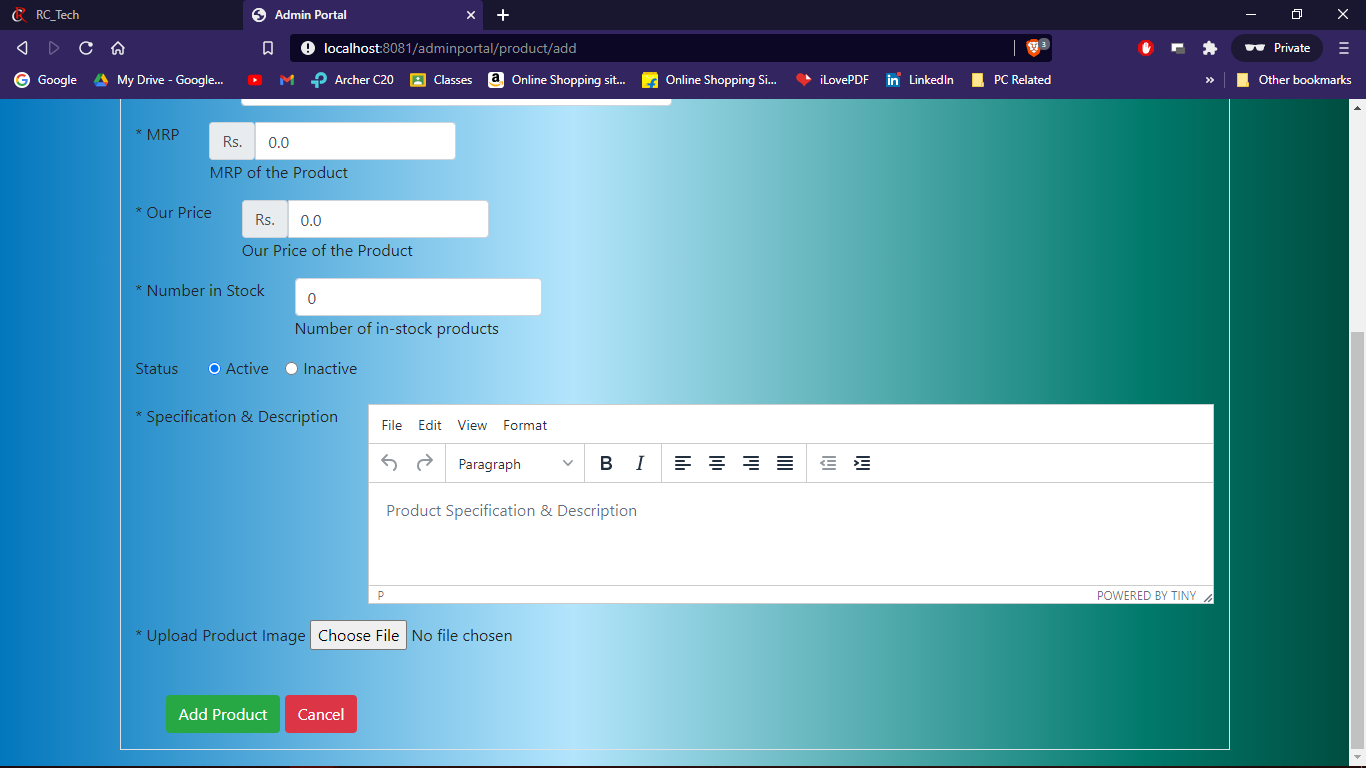 RC_Tech
Admin Portal
localhost:8081/adminportal/product/add
3
Private
Google
My Drive - Google...
Archer C20
Classes
Online Shopping sit...
Online Shopping Si...
iLovePDF
LinkedIn
PC Related
»
Other bookmarks
* MRP
Rs.
0.0
MRP of the Product
* Our Price
Rs.
0.0
Our Price of the Product
* Number in Stock
0
Number of in-stock products
Status
Active
Inactive
* Specification & Description
File Edit View Format
Paragraph
B I
Product Specification & Description
P
POWERED BY TINY
* Upload Product Image
Choose File
No file chosen
Add Product
Cancel